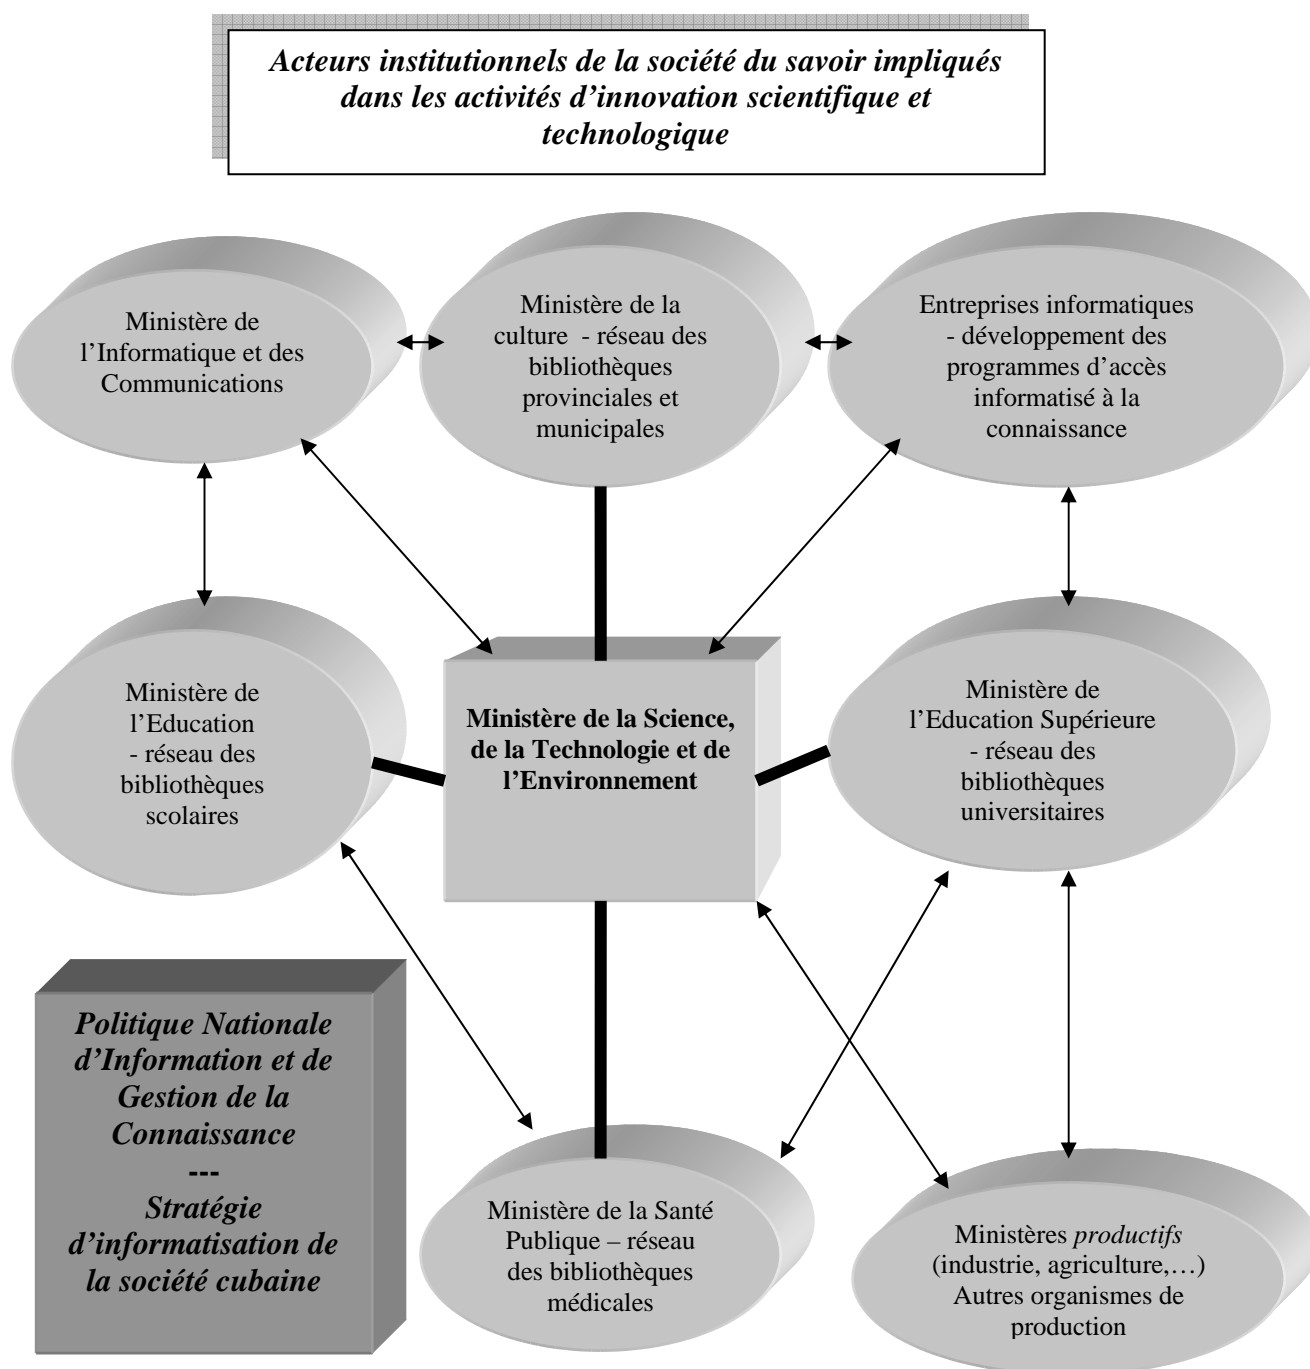 Acteurs institutionnels de la société du savoir impliqués
dans les activités d’innovation scientifique et
technologique
Ministère de
l’Informatique et des
Communications
Ministère de la
culture - réseau des
bibliothèques
provinciales et
municipales
Entreprises informatiques
- développement des
programmes d’accès
informatisé à la
connaissance
Ministère de
l’Education
- réseau des
bibliothèques
scolaires
Ministère de la Science,
de la Technologie et de
l’Environnement
Ministère de
l’Education Supérieure
- réseau des
bibliothèques
universitaires
Politique Nationale
d’Information et de
Gestion de la
Connaissance
---
Stratégie
d’informatisation de
la société cubaine
Ministère de la Santé
Publique – réseau
des bibliothèques
médicales
Ministères productifs
(industrie, agriculture,…)
Autres organismes de
production